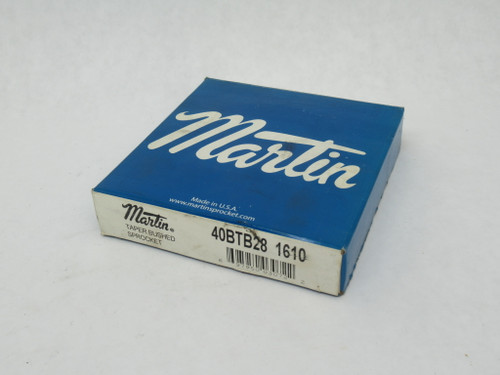 Martin
Made in U.S.A.
www.martinsprocket.com
Martin®
TAPER BUSHED
SPROCKET
40BTB28 1610